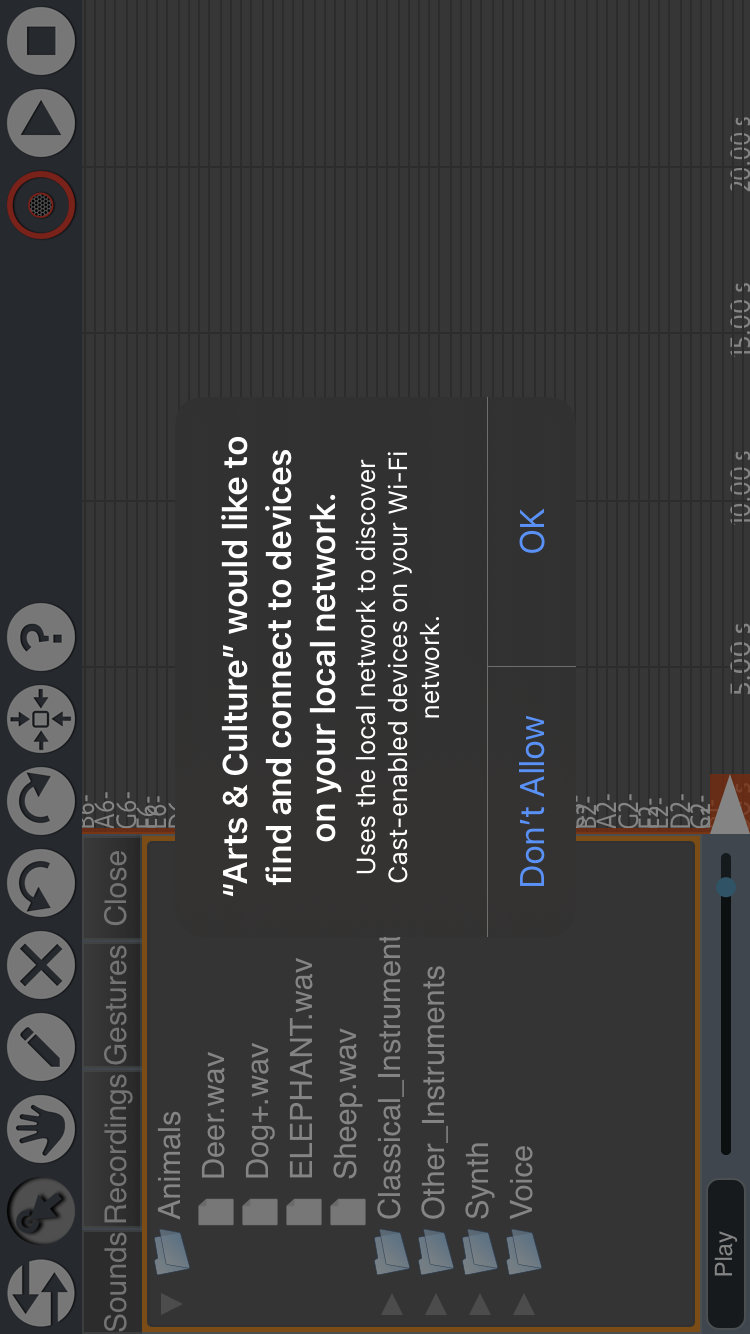 Sounds
Recordings
Gestures
Close
Animals
Deer.wav
Dog+.wav
ELEPHANT.wav
Sheep.wav
Classical_Instrument
Other_Instruments
Synth
Voice
Play
B6-
A6-
G6-
B2-
A2-
G2-
E2-
D2-
5.00 s
10.00 s
15.00 s
20.00 s
“Arts & Culture” would like to
find and connect to devices
on your local network.
Uses the local network to discover
Cast-enabled devices on your Wi-Fi
network.
Don’t Allow
OK
?